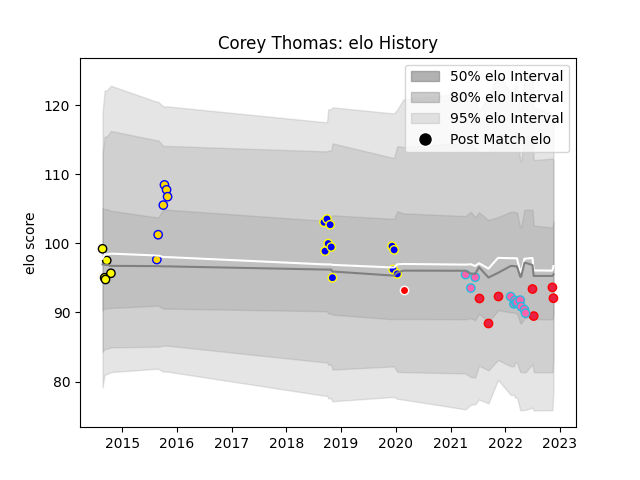 Corey Thomas: elo History
50% elo Interval
80% elo Interval
95% elo Interval
Post Match elo
elo score
120
110
100
90
80
2015 2016 2017 2018 2019 2020 2021 2022 2023